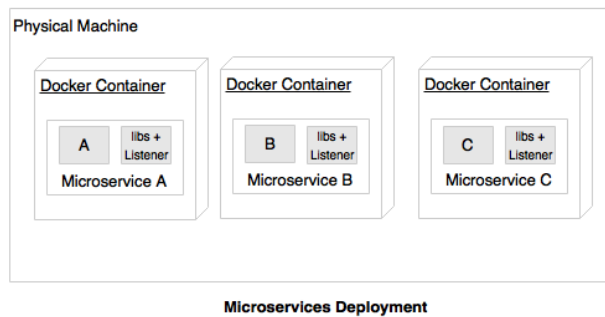 Physical Machine
Docker Container
A
libs +
Listener
Microservice A
Docker Container
B
libs +
Listener
Microservice B
Docker Container
C
libs +
Listener
Microservice C
Microservices Deployment